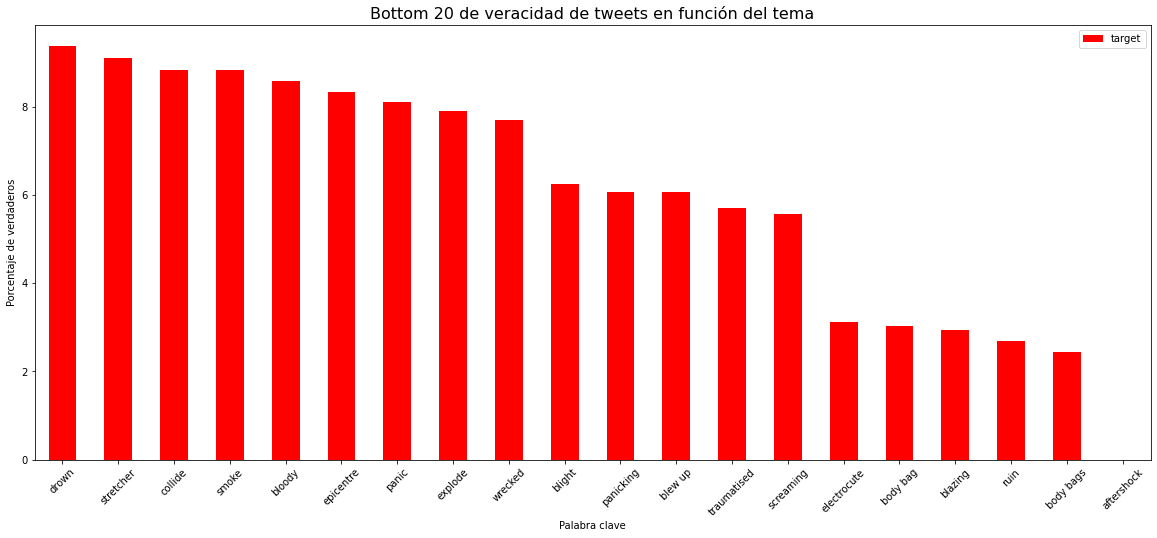 Bottom 20 de veracidad de tweets en función del tema
target
Porcentaje de verdaderos
8
6
4
2
0
drown
stretcher
collide
smoke
bloody
epicentre
panic
explode
wrecked
blight
panicking
blew up
traumatised
screaming
electrocute
body bag
blazing
ruin
body bags
aftershock
Palabra clave